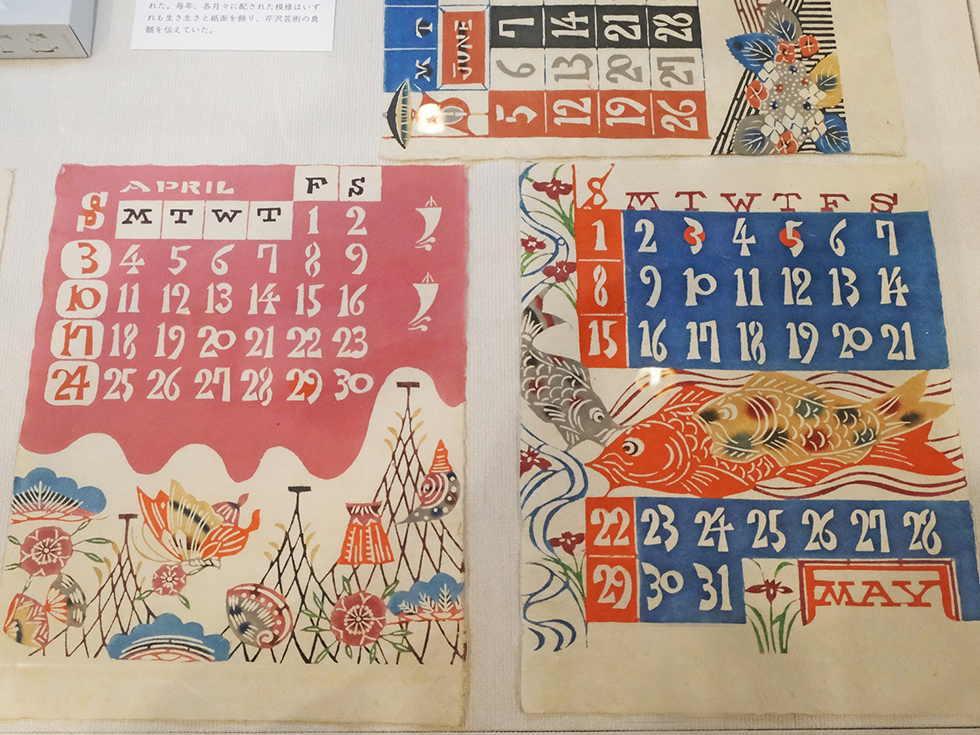 れた。毎年、各月々に配された模様はいず
れも生き生きと紙面を飾り、芹沢芸術の真
髄を伝えていた。
M T
JUNE
7 14 21 28
6 13 20 27
5 12 19 26
APRIL
S M T W T F S
1 2
3 4 5 6 7 8 9
10 11 12 13 14 15 16
17 18 19 20 21 22 23
24 25 26 27 28 29 30
S M T W T F S
1 2 3 4 5 6 7
8 9 10 11 12 13 14
15 16 17 18 19 20 21
22 23 24 25 26 27 28
29 30 31
MAY